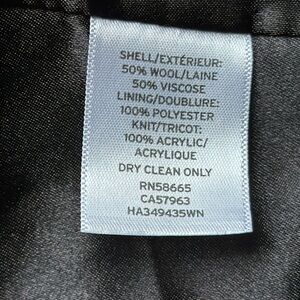 SHELL/EXTÉRIEUR:
50% WOOL/LAINE
50% VISCOSE
LINING/DOUBLURE:
100% POLYESTER
KNIT/TRICOT:
100% ACRYLIC/
ACRYLIQUE
DRY CLEAN ONLY
RN58665
CA57963
HA349435WN